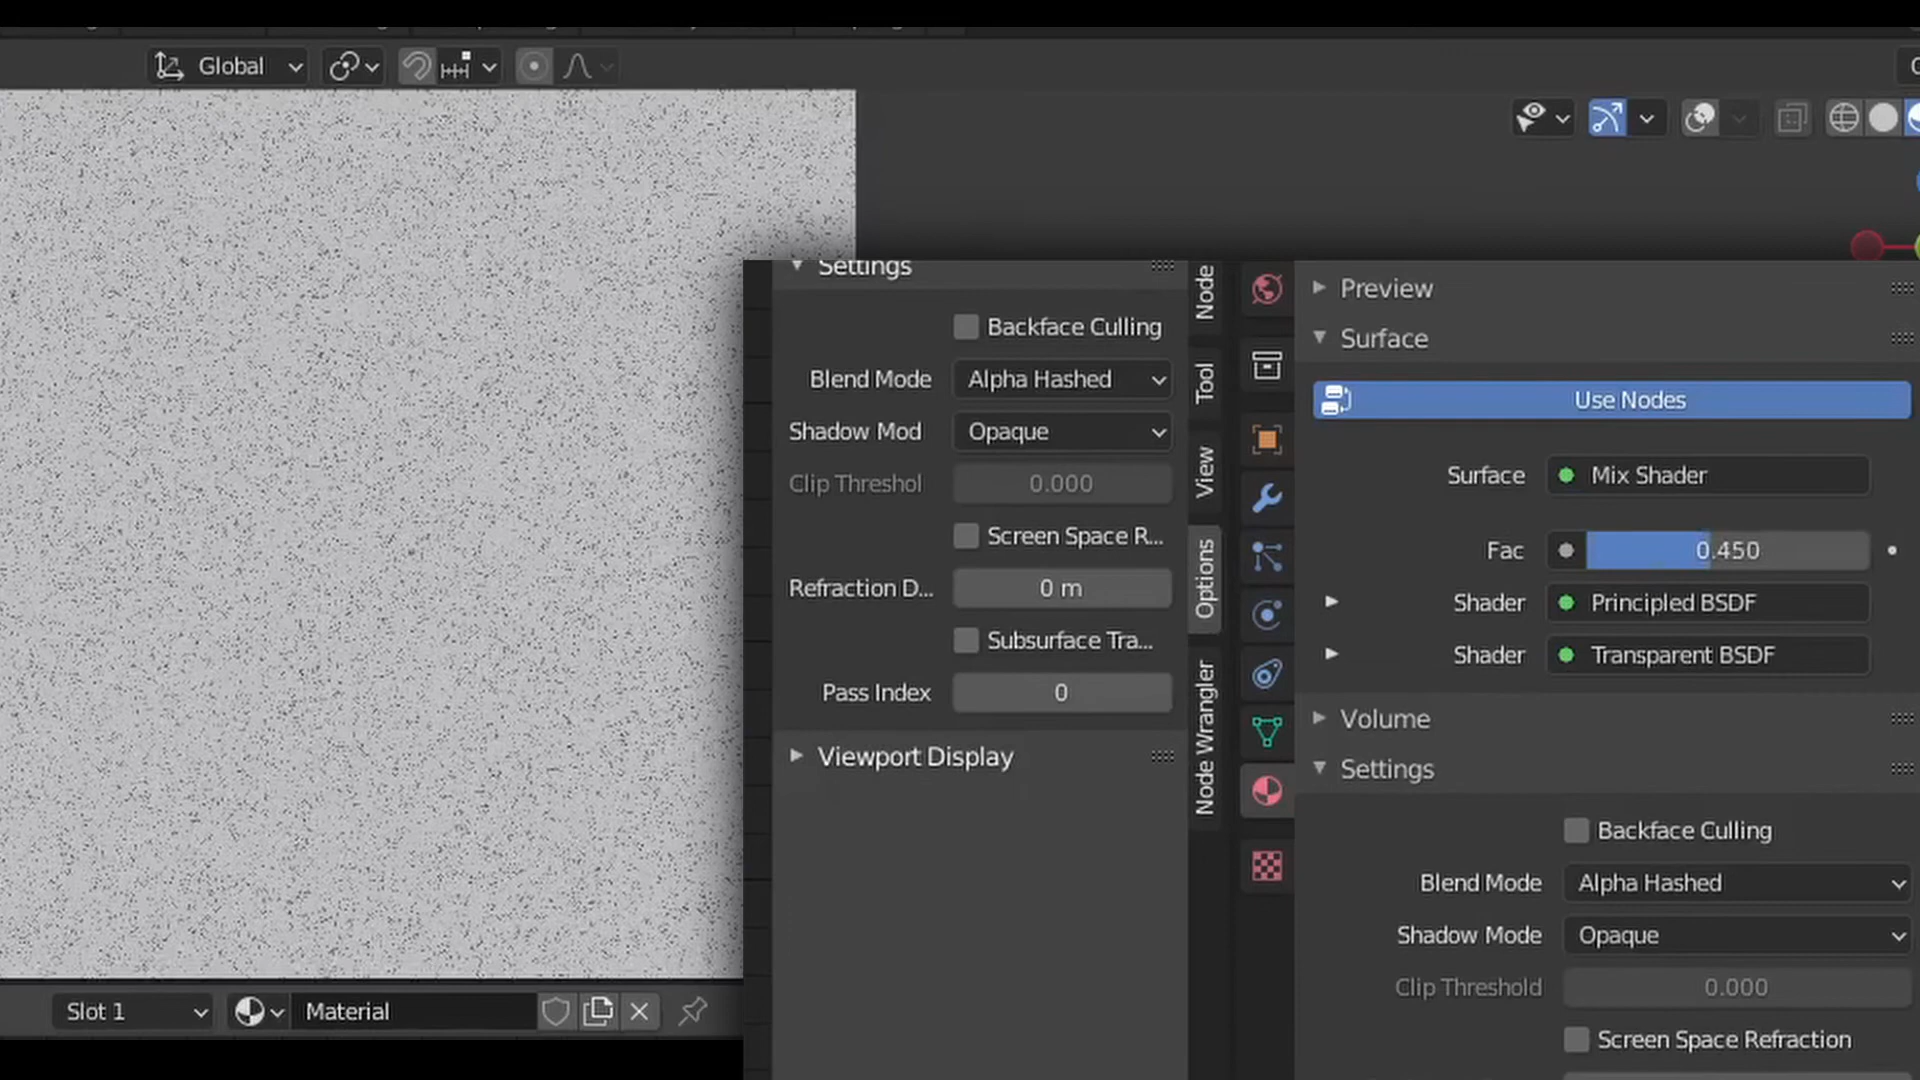 Global
Settings
Backface Culling
Blend Mode Alpha Hashed
Shadow Mod Opaque
Clip Threshol 0.000
Screen Space R...
Refraction D... 0 m
Subsurface Tra...
Pass Index 0
Viewport Display
Node
Tool
View
Options
Node Wrangler
Preview
Surface
Use Nodes
Surface Mix Shader
Fac 0.450
Shader Principled BSDF
Shader Transparent BSDF
Volume
Settings
Backface Culling
Blend Mode Alpha Hashed
Shadow Mode Opaque
Clip Threshold 0.000
Screen Space Refraction
Slot 1 Material